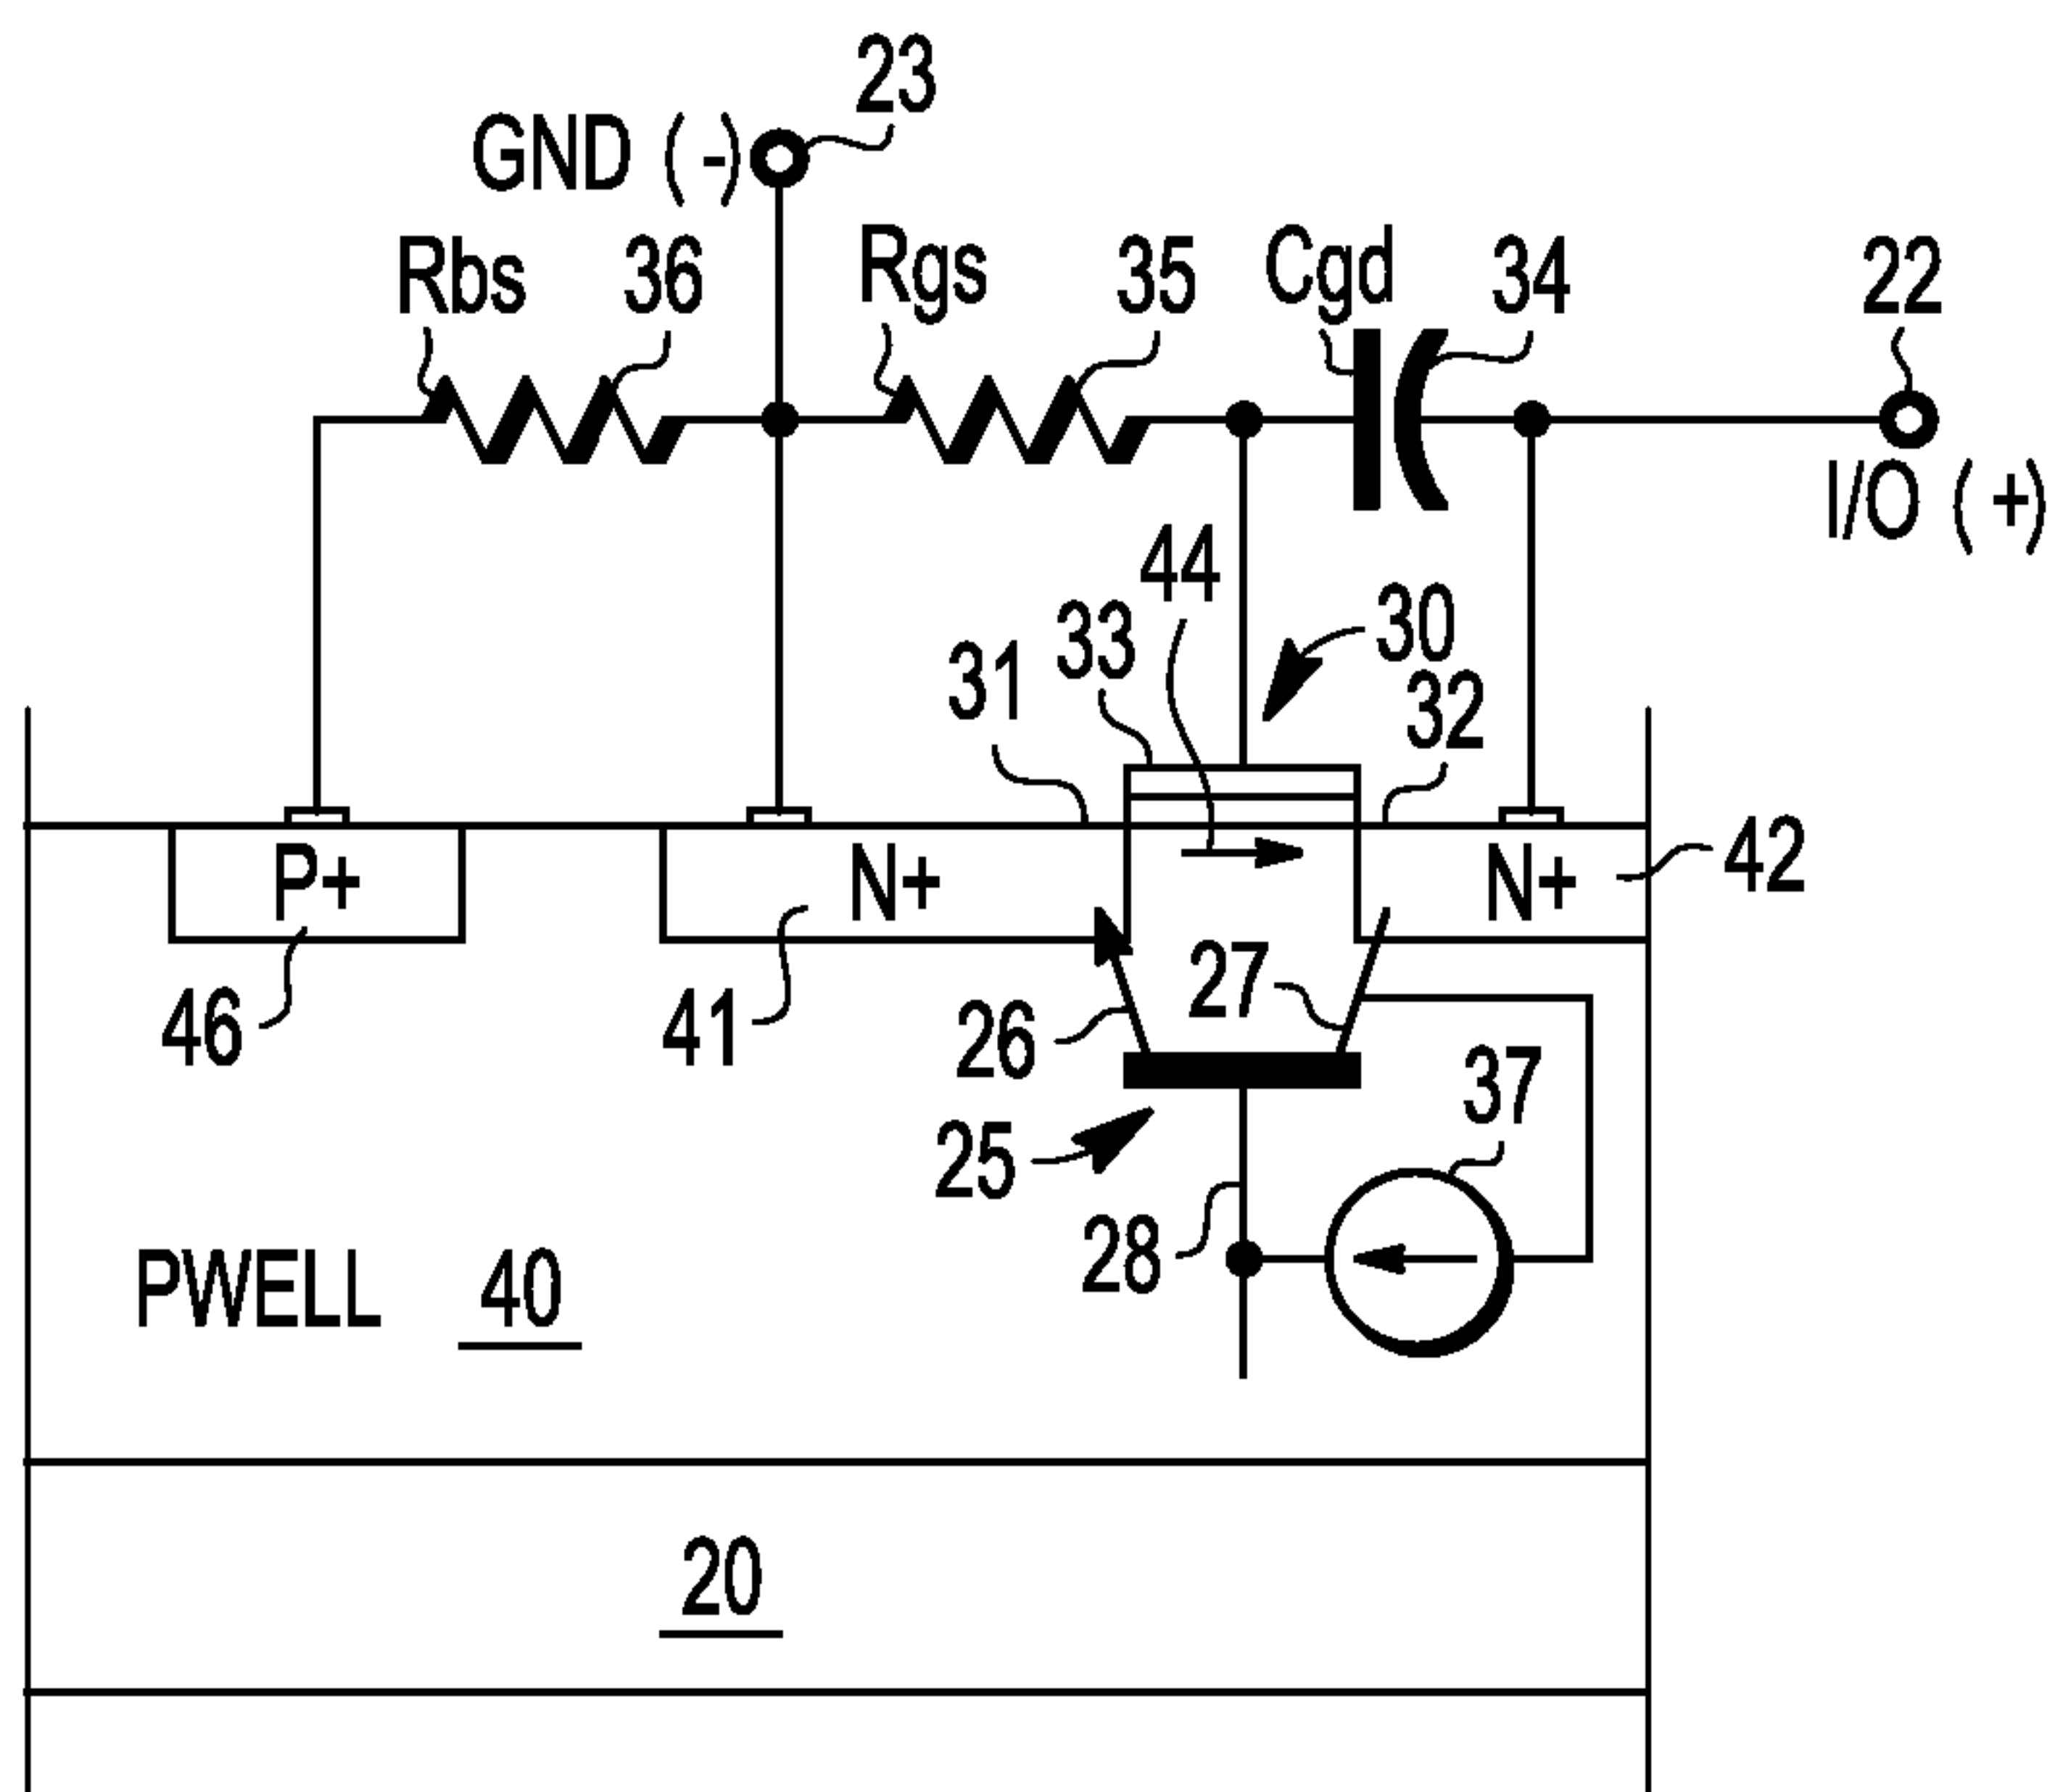 23
GND (-)
Rbs 36 Rgs 35 Cgd 34 22
I/O (+)
44
30
33
31
32
P+ N+ N+ 42
46 41 26 27
37
25
28
PWELL 40
20